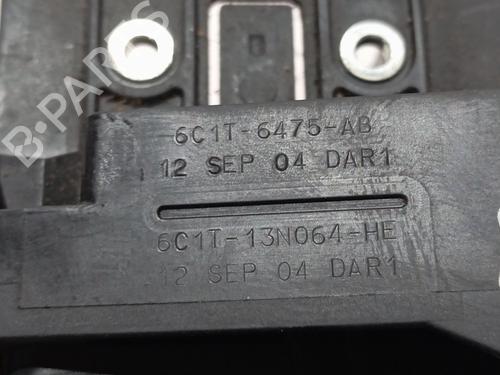 B-PARTS
6C1T-6475-AB
12 SEP 04 DAR1
6C1T-13N064-HE
12 SEP 04 DAR1